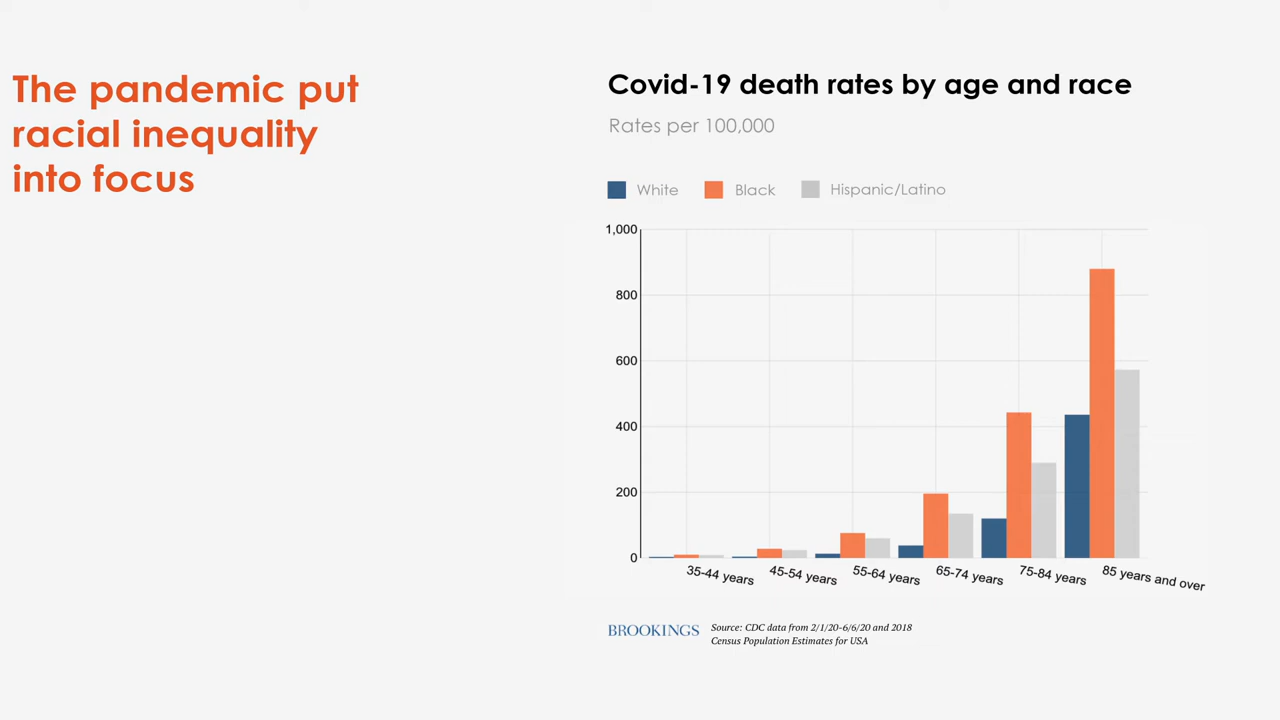 The pandemic put
racial inequality
into focus
Covid-19 death rates by age and race
Rates per 100,000
White Black Hispanic/Latino
1,000
800
600
400
200
0
35-44 years 45-54 years 55-64 years 65-74 years 75-84 years 85 years and over
BROOKINGS
Source: CDC data from 2/1/20-6/6/20 and 2018
Census Population Estimates for USA